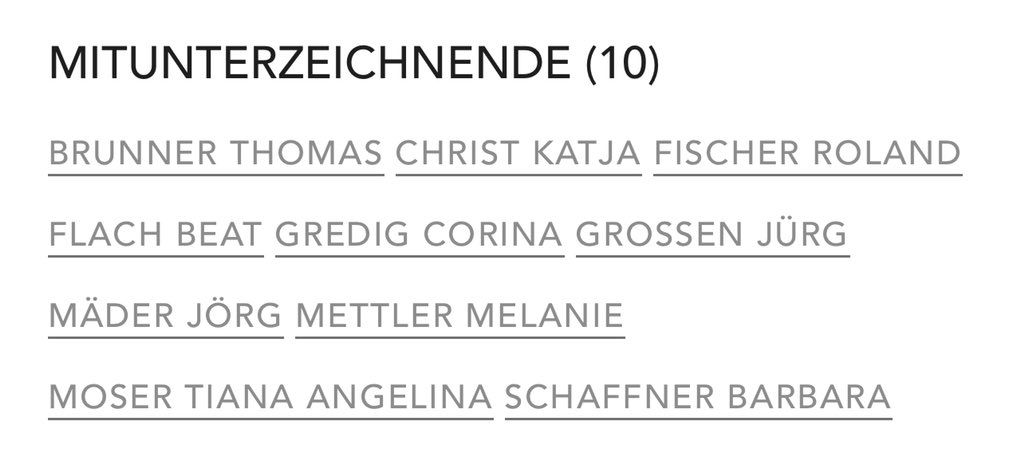 MITUNTERZEICHNENDE (10)
BRUNNER THOMAS CHRIST KATJA FISCHER ROLAND
FLACH BEAT GREDIG CORINA GROSSEN JÜRG
MÄDER JÖRG METTLER MELANIE
MOSER TIANA ANGELINA SCHAFFNER BARBARA